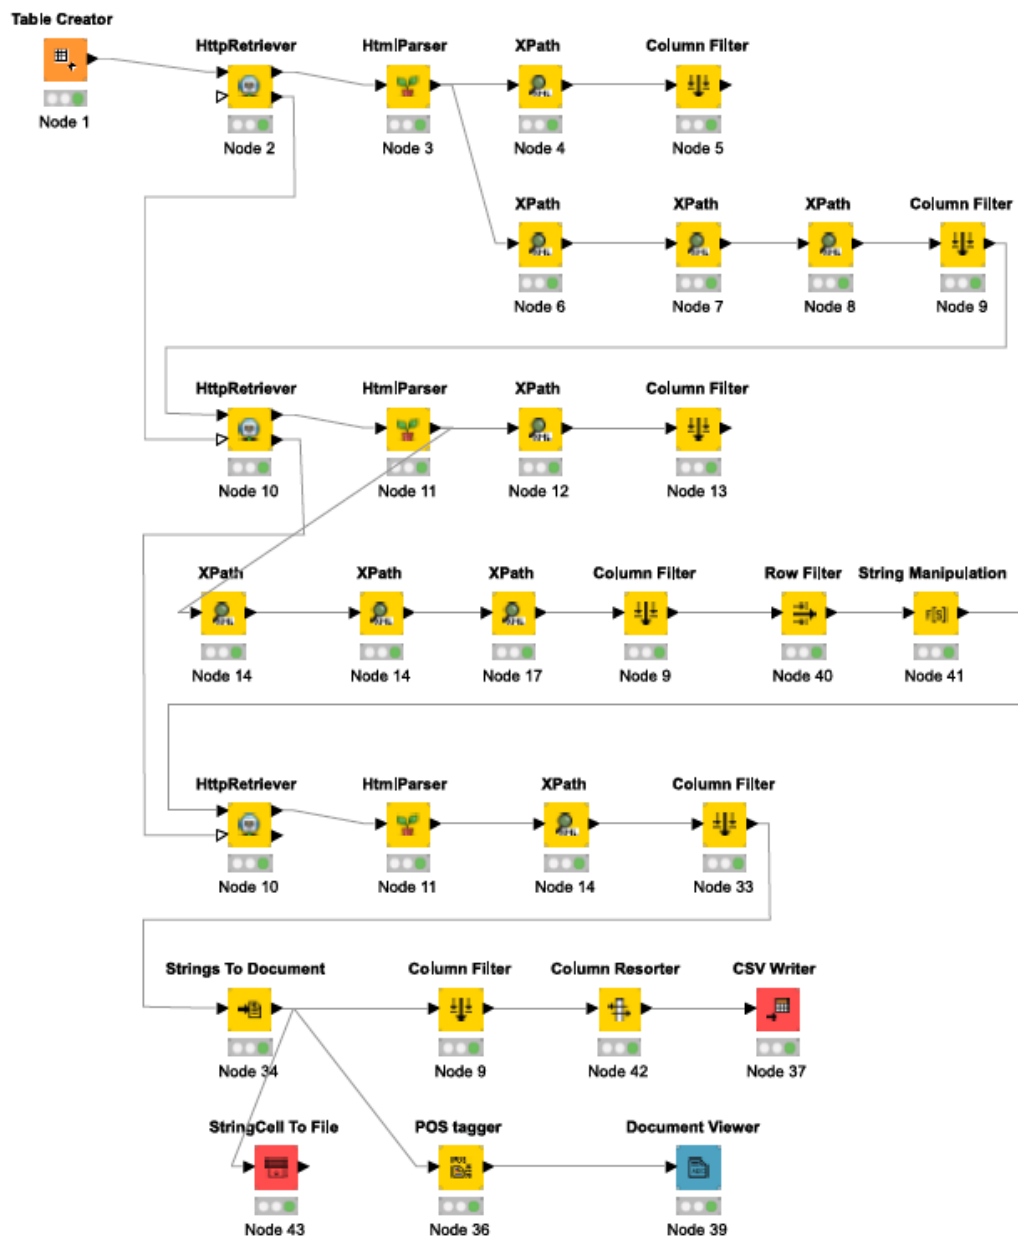 Table Creator
HttpRetriever HtmlParser XPath Column Filter
Node 1
Node 2 Node 3 Node 4 Node 5
XPath XPath XPath Column Filter
Node 6 Node 7 Node 8 Node 9
HttpRetriever HtmlParser XPath Column Filter
Node 10 Node 11 Node 12 Node 13
XPath XPath XPath Column Filter Row Filter String Manipulation
Node 14 Node 14 Node 17 Node 9 Node 40 Node 41
HttpRetriever HtmlParser XPath Column Filter
Node 10 Node 11 Node 14 Node 33
Strings To Document Column Filter Column Resorter CSV Writer
Node 34 Node 9 Node 42 Node 37
StringCell To File POS tagger Document Viewer
Node 43 Node 36 Node 39